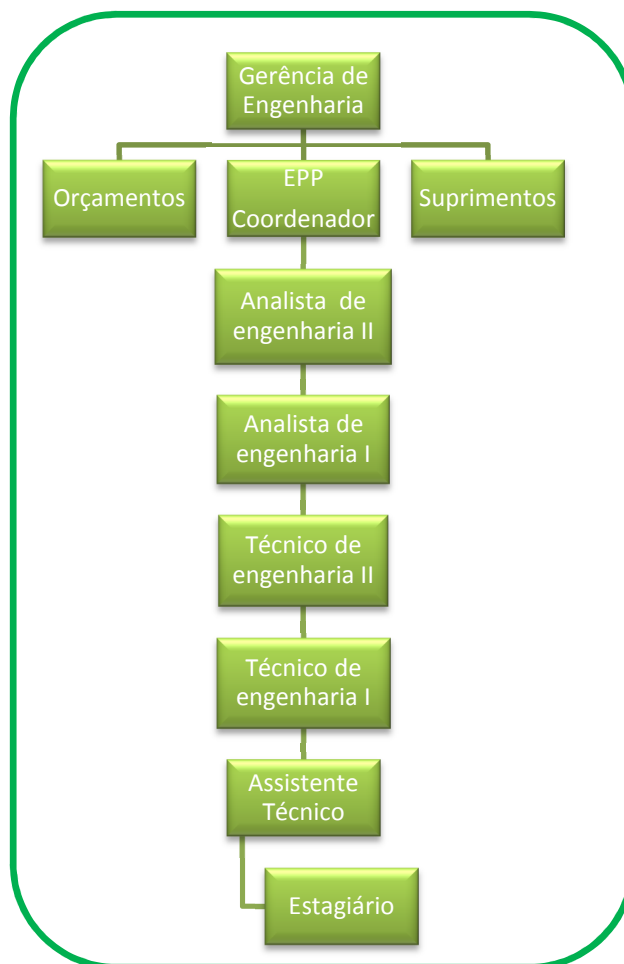 Gerência de
Engenharia
Orçamentos
EPP
Coordenador
Suprimentos
Analista de
engenharia II
Analista de
engenharia I
Técnico de
engenharia II
Técnico de
engenharia I
Assistente
Técnico
Estagiário